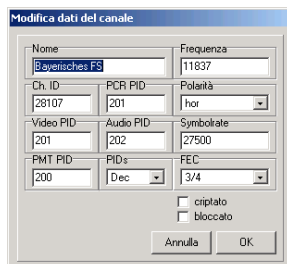 Modifica dati del canale
Nome Frequenza
Bayerisches FS 11837
Ch. ID PCR PID Polarità
28107 201 hor
Video PID Audio PID Symbolrate
201 202 27500
PMT PID PIDs FEC
200 Dec 3/4
criptato
bloccato
Annulla OK